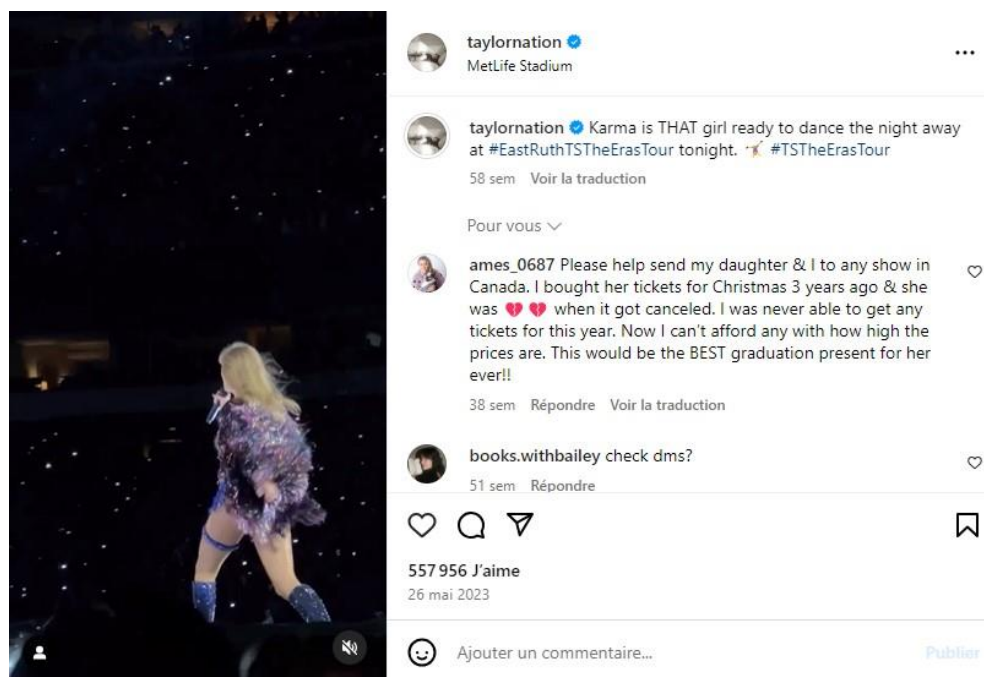 taylornation
MetLife Stadium
taylornation Karma is THAT girl ready to dance the night away
at #EastRuthTSTheErasTour tonight. #TSTheErasTour
58 sem Voir la traduction
Pour vous
ames_0687 Please help send my daughter & I to any show in
Canada. I bought her tickets for Christmas 3 years ago & she
was 💔 💔 when it got canceled. I was never able to get any
tickets for this year. Now I can't afford any with how high the
prices are. This would be the BEST graduation present for her
ever!!
38 sem Répondre Voir la traduction
books.withbailey check dms?
51 sem Répondre
557 956 J'aime
26 mai 2023
Ajouter un commentaire...
Publier